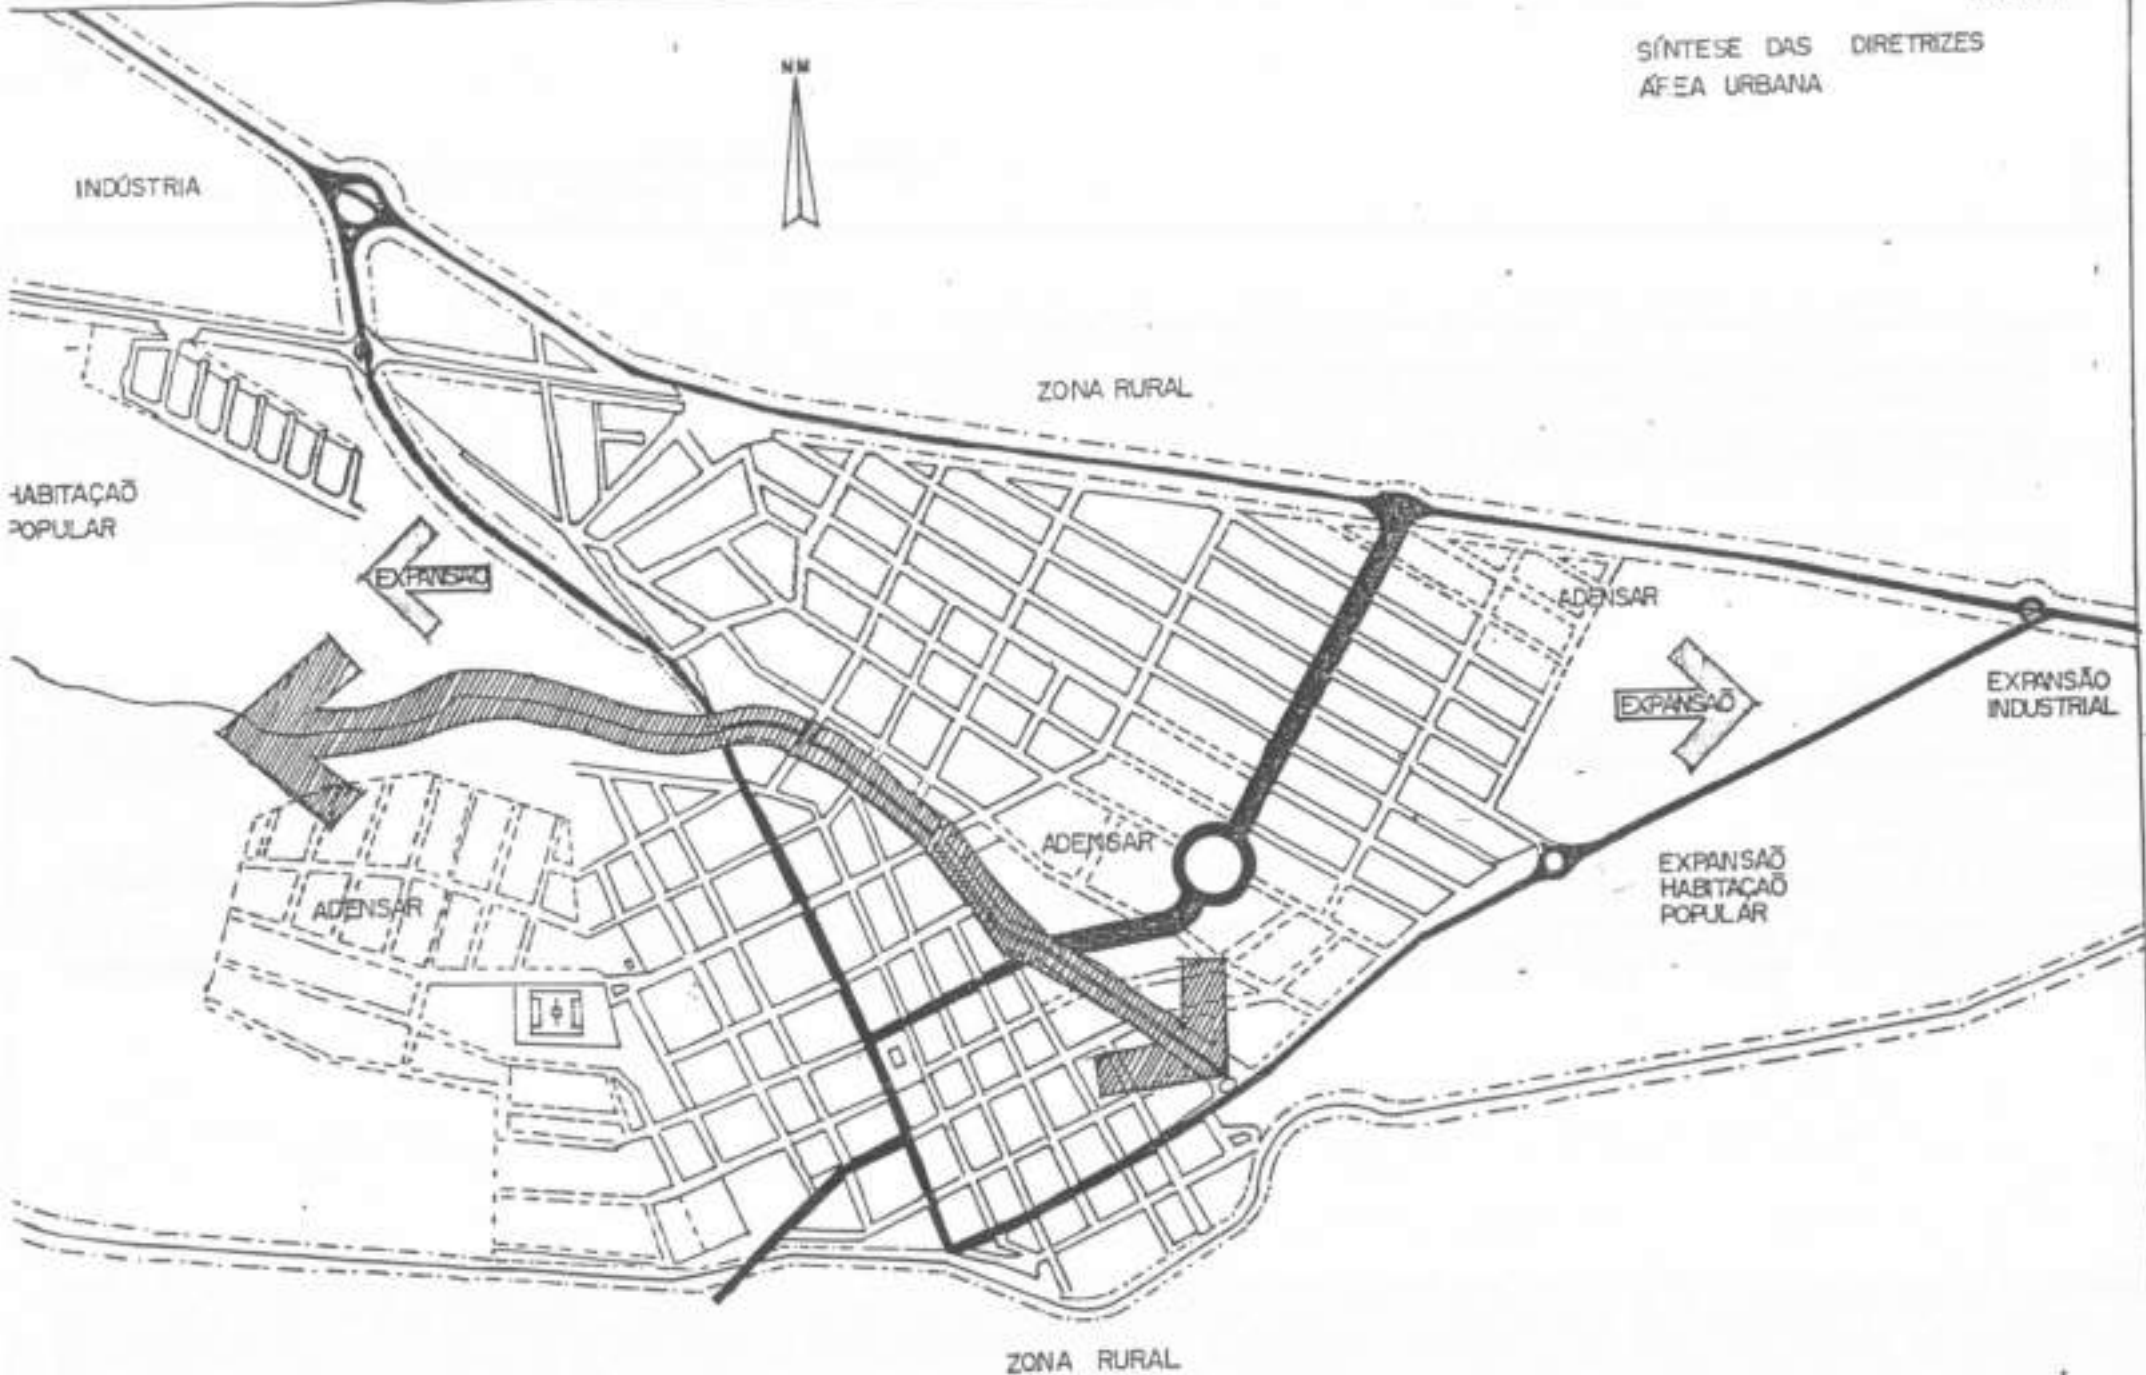 SÍNTESE DAS DIRETRIZES
ÁREA URBANA
NM
INDÚSTRIA
ZONA RURAL
HABITAÇAÕ
POPULAR
EXPANSAÕ
ADENSAR
EXPANSAÕ
EXPANSÃO
INDUSTRIAL
ADENSAR
EXPANSAÕ
HABITAÇAÕ
POPULAR
ADENSAR
ZONA RURAL